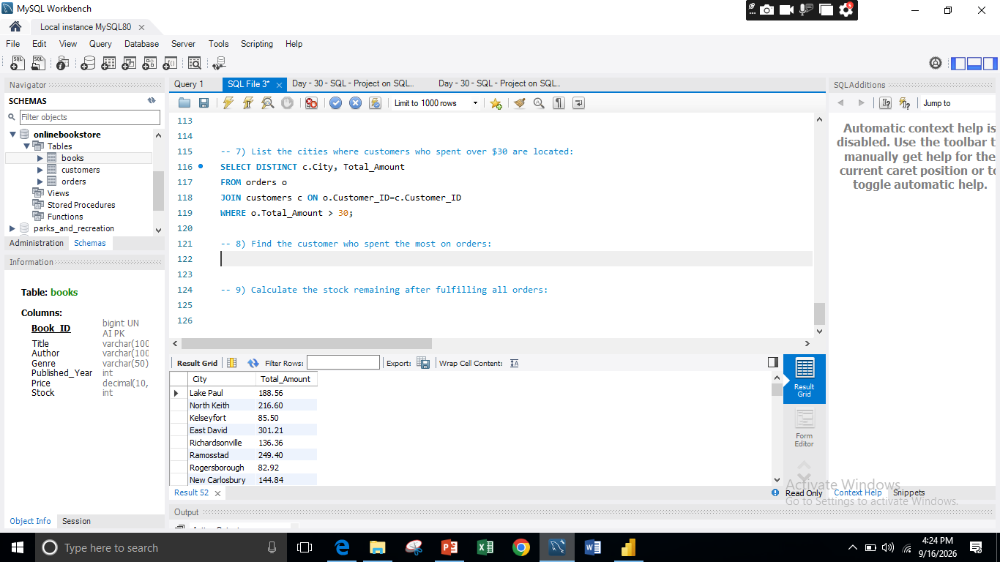 MySQL Workbench
5
Local instance MySQL80
File Edit View Query Database Server Tools Scripting Help
SQL SQL
Navigator
SCHEMAS
Filter objects
onlinebookstore
Tables
books
customers
orders
Views
Stored Procedures
Functions
parks_and_recreation
Administration Schemas
Information
Table: books
Columns:
Book_ID bigint UN
AI PK
Title varchar(100
Author varchar(100
Genre varchar(50)
Published_Year int
Price decimal(10,
Stock int
Object Info Session
Query 1 SQL File 3* Day - 30 - SQL - Project on SQL... Day - 30 - SQL - Project on SQL...
Limit to 1000 rows
113
114
115 -- 7) List the cities where customers who spent over $30 are located:
116 SELECT DISTINCT c.City, Total_Amount
117 FROM orders o
118 JOIN customers c ON o.Customer_ID=c.Customer_ID
119 WHERE o.Total_Amount > 30;
120
121 -- 8) Find the customer who spent the most on orders:
122
123
124 -- 9) Calculate the stock remaining after fulfilling all orders:
125
126
Result Grid Filter Rows: Export: Wrap Cell Content: IA
City Total_Amount
Lake Paul 188.56
North Keith 216.60
Kelseyfort 85.50
East David 301.21
Richardsonville 136.36
Ramosstad 249.40
Rogersborough 82.92
New Carlosbury 144.84
Result Grid
Form Editor
Result 52
Read Only
Output
SQLAdditions
Jump to
Automatic context help is
disabled. Use the toolbar t
manually get help for the
current caret position or to
toggle automatic help.
Context Help Snippets
Activate Windows
Go to Settings to activate Windows.
Type here to search
4:24 PM
9/16/2026